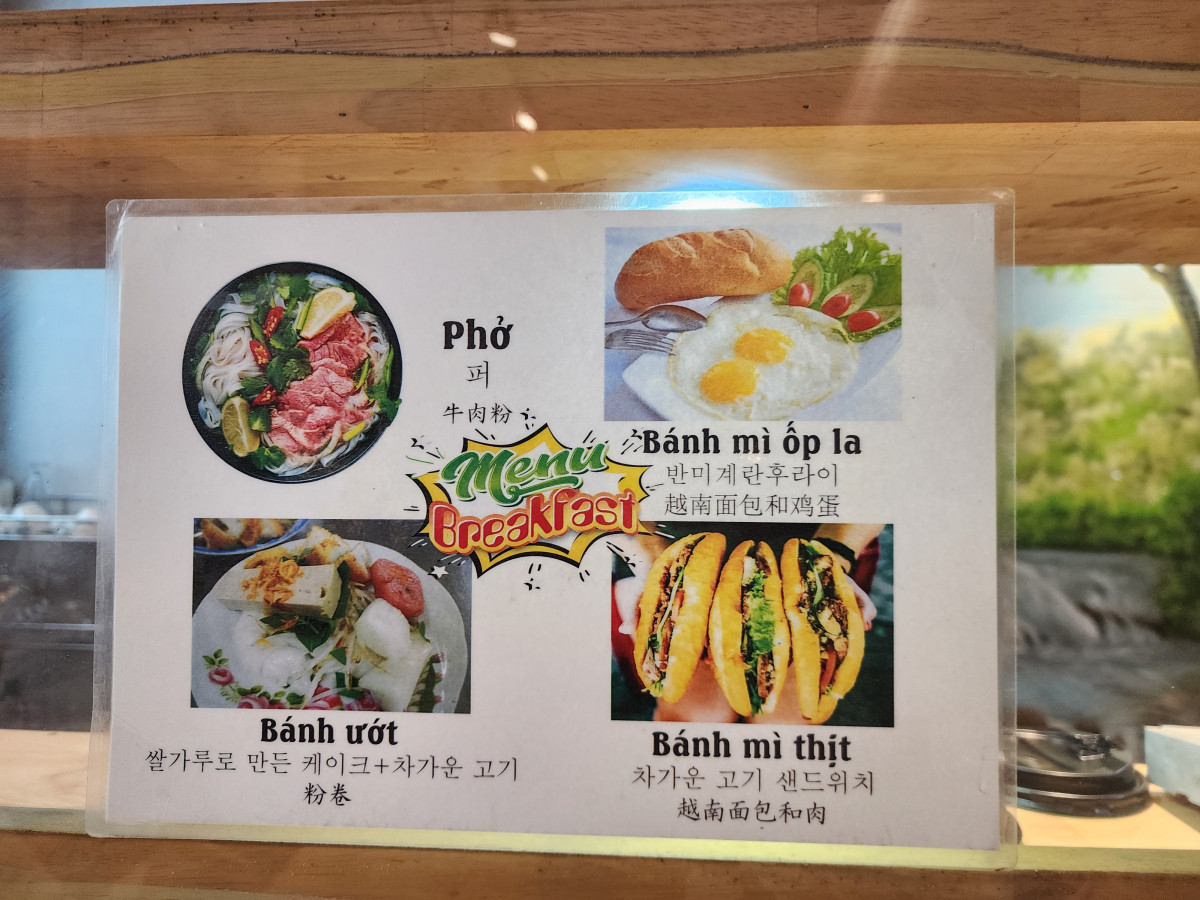 Phở
퍼
牛肉粉
Bánh mì ốp la
반미계란후라이
越南面包和鸡蛋
Menu
Breakfast
Bánh ướt
쌀가루로 만든 케이크+차가운 고기
粉卷
Bánh mì thịt
차가운 고기 샌드위치
越南面包和肉